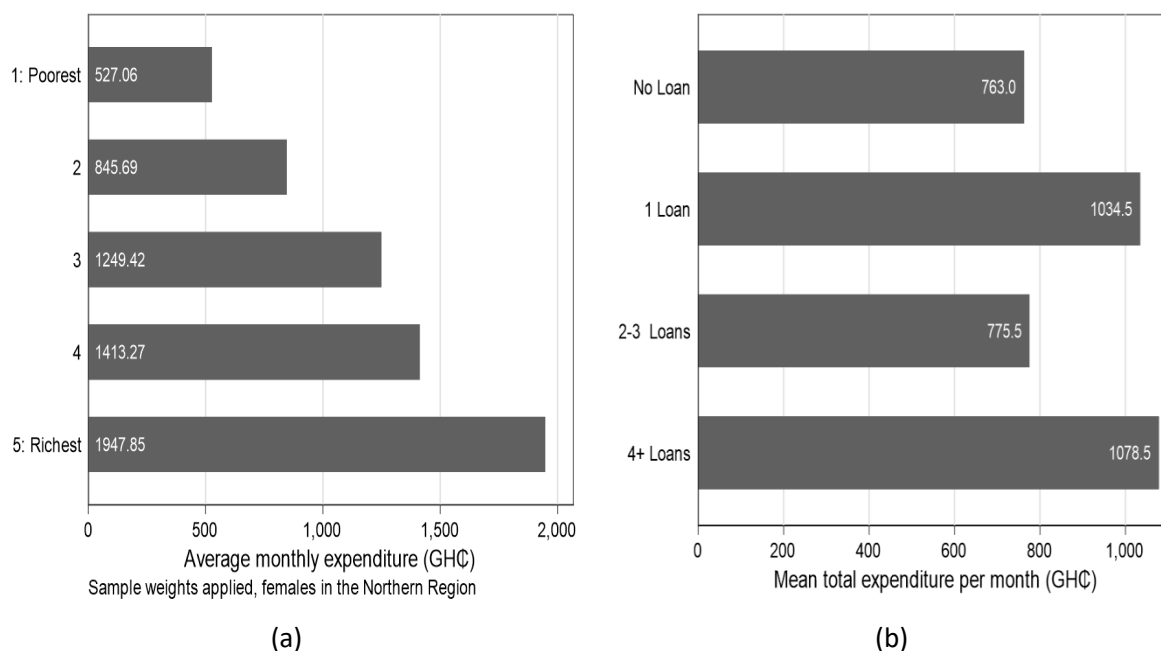 1: Poorest
527.06
2
845.69
3
1249.42
4
1413.27
5: Richest
1947.85
0 500 1,000 1,500 2,000
Average monthly expenditure (GH₵)
Sample weights applied, females in the Northern Region
(a)
No Loan
763.0
1 Loan
1034.5
2-3 Loans
775.5
4+ Loans
1078.5
0 200 400 600 800 1,000
Mean total expenditure per month (GH₵)
(b)